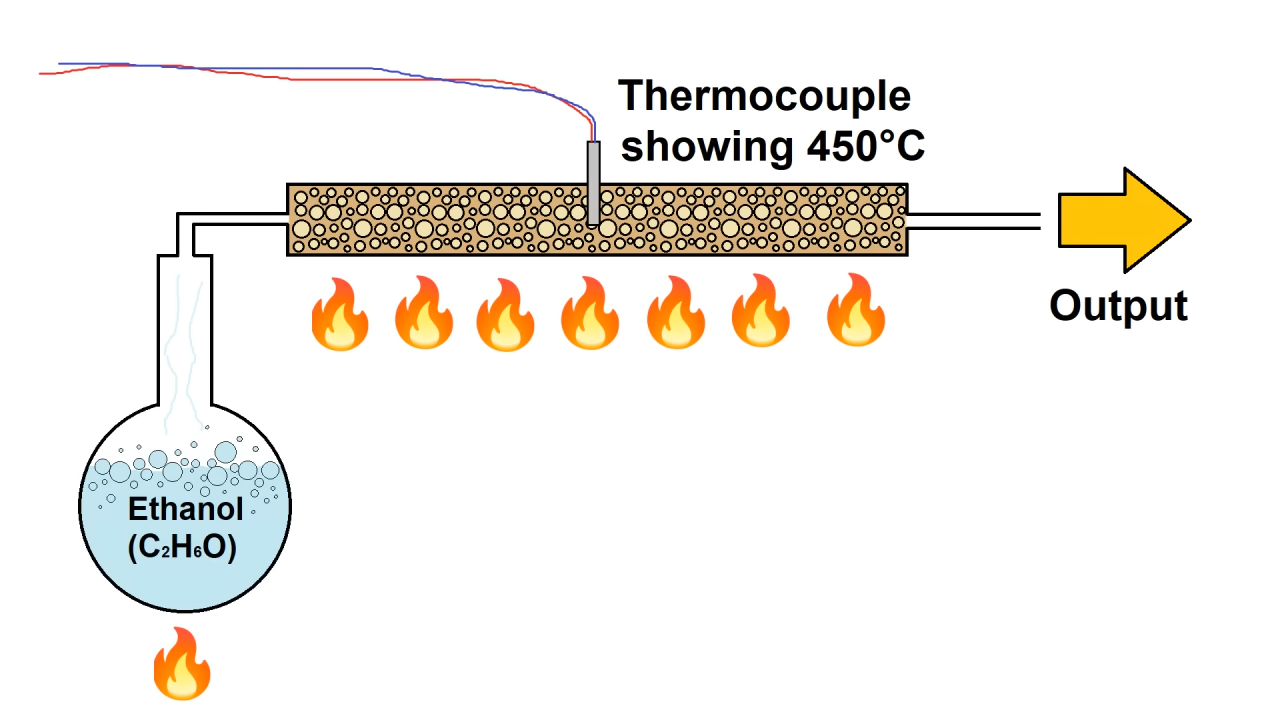 Thermocouple
showing 450°C
Output
Ethanol
(C₂H₆O)